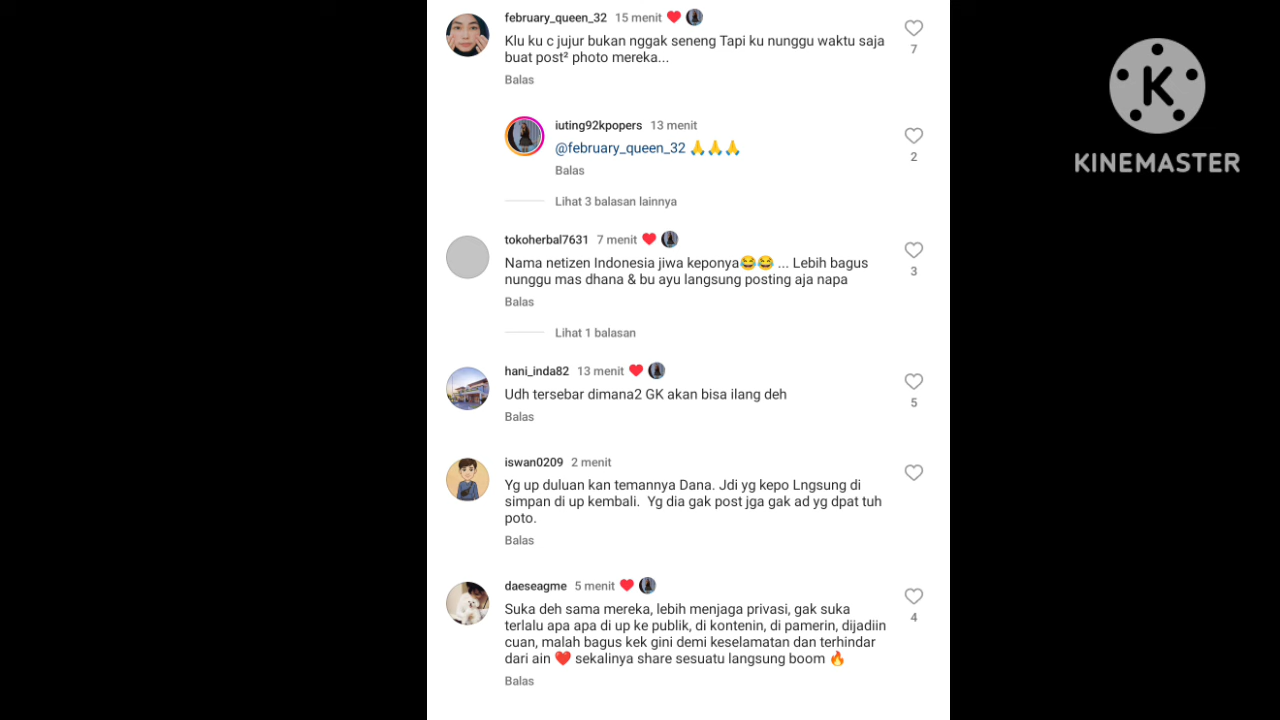 february_queen_32 15 menit ❤️
Klu ku c jujur bukan nggak seneng Tapi ku nunggu waktu saja
buat post² photo mereka...
7
Balas
iuting92kpopers 13 menit
@february_queen_32 🙏🙏🙏
2
Balas
Lihat 3 balasan lainnya
tokoherbal7631 7 menit ❤️
Nama netizen Indonesia jiwa keponya😂😂 ... Lebih bagus
nunggu mas dhana & bu ayu langsung posting aja napa
3
Balas
Lihat 1 balasan
hani_inda82 13 menit ❤️
Udh tersebar dimana2 GK akan bisa ilang deh
5
Balas
iswan0209 2 menit
Yg up duluan kan temannya Dana. Jdi yg kepo Lngsung di
simpan di up kembali. Yg dia gak post jga gak ad yg dpat tuh
poto.
Balas
daeseagme 5 menit ❤️
Suka deh sama mereka, lebih menjaga privasi, gak suka
terlalu apa apa di up ke publik, di kontenin, di pamerin, dijadiin
cuan, malah bagus kek gini demi keselamatan dan terhindar
dari ain ❤️ sekalinya share sesuatu langsung boom 🔥
4
Balas
K
KINEMASTER